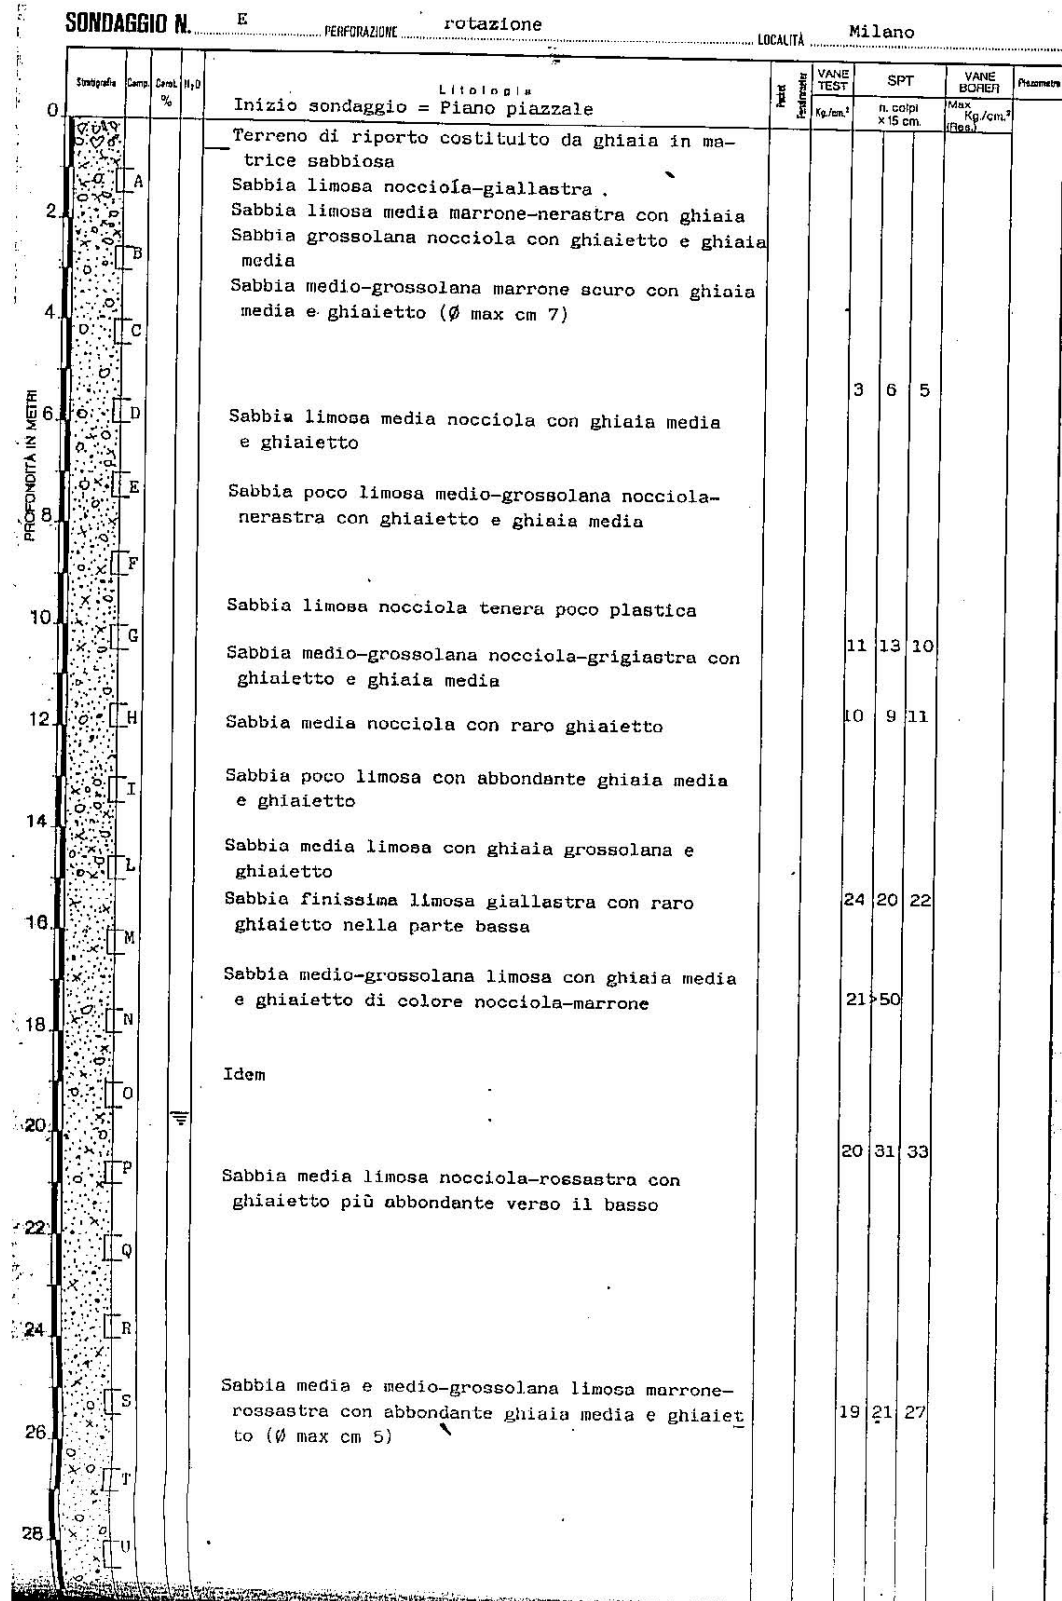 SONDAGGIO N. E PERFORAZIONE rotazione LOCALITÀ Milano
Stratigrafia Camp. Carot. % H₂O Litologia Pocket Penetrometer VANE TEST Kg./cm.² SPT n. colpi x 15 cm. VANE BORER Max Kg./cm.² (Res.) Piezometro
PROFONDITÀ IN METRI
0 Inizio sondaggio = Piano piazzale
Terreno di riporto costituito da ghiaia in ma-
trice sabbiosa
A Sabbia limosa nocciola-giallastra .
2 Sabbia limosa media marrone-nerastra con ghiaia
B Sabbia grossolana nocciola con ghiaietto e ghiaia
media
Sabbia medio-grossolana marrone scuro con ghiaia
4 media e ghiaietto (Ø max cm 7)
C
3 6 5
6 D Sabbia limosa media nocciola con ghiaia media
e ghiaietto
E Sabbia poco limosa medio-grossolana nocciola-
8 nerastra con ghiaietto e ghiaia media
F
10 Sabbia limosa nocciola tenera poco plastica
G 11 13 10
Sabbia medio-grossolana nocciola-grigiastra con
ghiaietto e ghiaia media
12 H Sabbia media nocciola con raro ghiaietto 10 9 11
I Sabbia poco limosa con abbondante ghiaia media
e ghiaietto
14
L Sabbia media limosa con ghiaia grossolana e
ghiaietto
Sabbia finissima limosa giallastra con raro 24 20 22
16 ghiaietto nella parte bassa
M
Sabbia medio-grossolana limosa con ghiaia media
e ghiaietto di colore nocciola-marrone 21 >50
18 N
Idem
O
20
20 31 33
P Sabbia media limosa nocciola-rossastra con
ghiaietto più abbondante verso il basso
22
Q
24 R
Sabbia media e medio-grossolana limosa marrone-
S rossastra con abbondante ghiaia media e ghiaiet 19 21 27
26 to (Ø max cm 5)
T
28
U